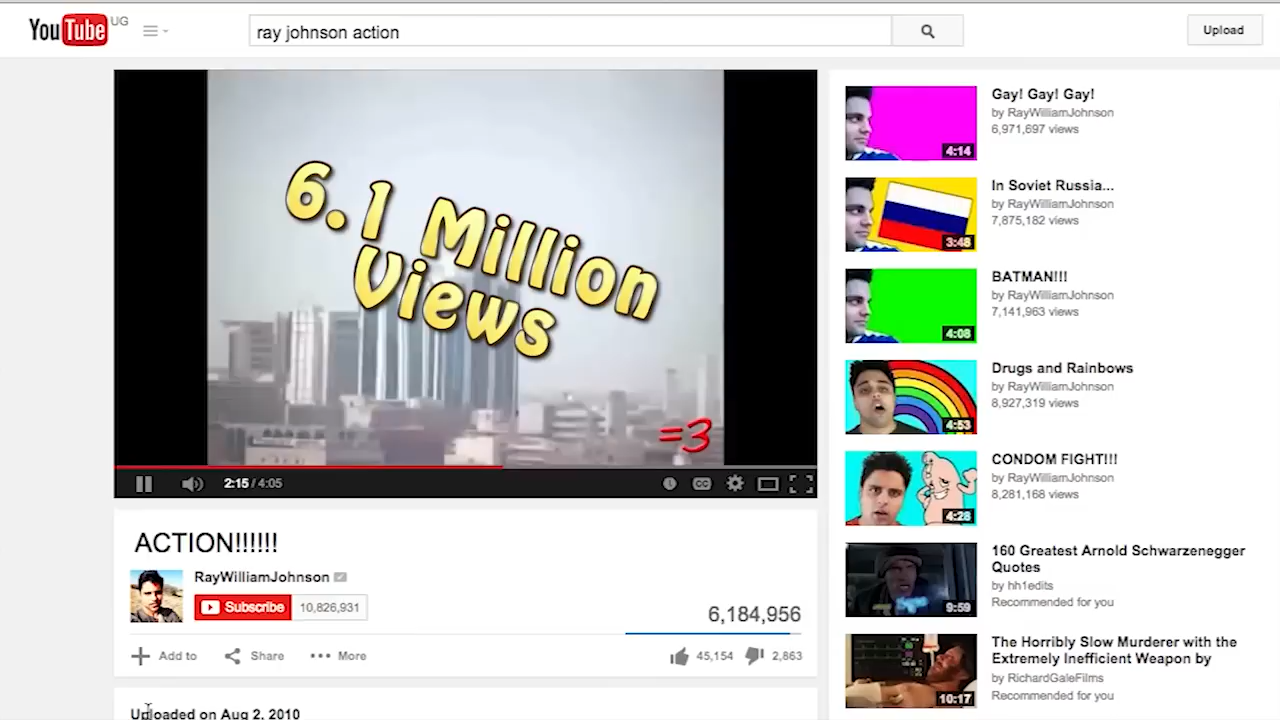 YouTube UG
ray johnson action
Upload
6.1 Million
Views
=3
2:15 / 4:05
CC
ACTION!!!!!!
RayWilliamJohnson
Subscribe 10,826,931
6,184,956
Add to Share More
45,154 2,863
Uploaded on Aug 2, 2010
Gay! Gay! Gay!
by RayWilliamJohnson
6,971,697 views
4:14
In Soviet Russia...
by RayWilliamJohnson
7,875,182 views
3:48
BATMAN!!!
by RayWilliamJohnson
7,141,963 views
4:08
Drugs and Rainbows
by RayWilliamJohnson
8,927,319 views
4:53
CONDOM FIGHT!!!
by RayWilliamJohnson
8,281,168 views
4:28
160 Greatest Arnold Schwarzenegger
Quotes
by hh1edits
Recommended for you
9:59
The Horribly Slow Murderer with the
Extremely Inefficient Weapon by
by RichardGaleFilms
Recommended for you
10:17